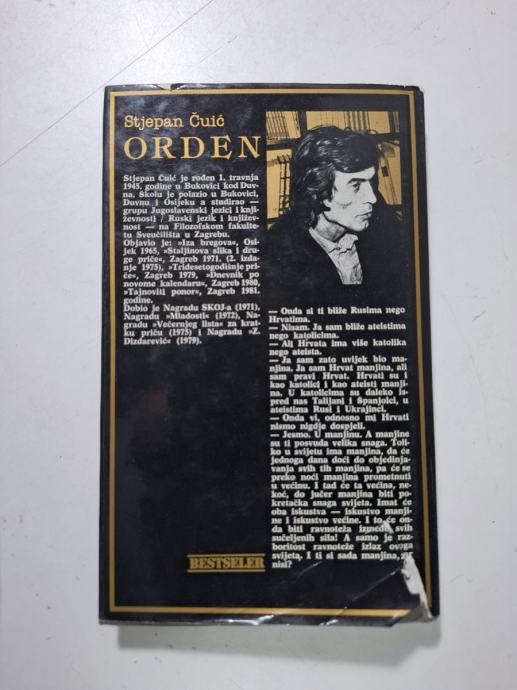 Stjepan Čuić
ORDEN
Stjepan Čuić je rođen 1. travnja
1945. godine u Bukovici kod Duv-
na. Školu je polazio u Bukovici,
Duvnu i Osijeku a studirao —
grupu Jugoslavenski jezici i knji-
ževnosti / Ruski jezik i književ-
nost — na Filozofskom fakulte-
tu Sveučilišta u Zagrebu.
Objavio je: »Iza bregova«, Osi-
jek 1965, »Staljinova slika i dru-
ge priče«, Zagreb 1971. (2. izda-
nje 1975), »Tridesetogodišnje pri-
če«, Zagreb 1979, »Dnevnik po
novome kalendaru«, Zagreb 1980,
»Tajnoviti ponor«, Zagreb 1981.
godine.
Dobio je Nagradu SKOJ-a (1971),
Nagradu »Mladosti« (1972), Na-
gradu »Večernjeg lista« za krat-
ku priču (1975) i Nagradu »Z.
Dizdarević« (1979).
— Onda si ti bliže Rusima nego
Hrvatima.
— Nisam. Ja sam bliže ateistima
nego katolicima.
— Ali Hrvata ima više katolika
nego ateista.
— Ja sam zato uvijek bio ma-
njina. Ja sam Hrvat manjina, ali
sam pravi Hrvat. Hrvati su i
kao katolici i kao ateisti manji-
na. U katolicima su daleko is-
pred nas Talijani i Španjolci, u
ateistima Rusi i Ukrajinci.
— Onda vi, odnosno mi Hrvati
nismo nigdje dospjeli.
— Jesmo. U manjinu. A manjine
su ti posvuda velika snaga. Toli-
ko u svijetu ima manjina, da će
jednoga dana doći do objedinja-
vanja svih tih manjina, pa će se
preko noći manjina prometnuti
u većinu. I tad će ta većina, ne-
koć, do jučer manjina biti po-
kretačka snaga svijeta. Imat će
oba iskustva — iskustvo manji-
ne i iskustvo većine. I to će on-
da biti ravnoteža između svih
sučeljenih sila! A samo je raz-
boritost ravnoteže izlaz ovoga
svijeta. I ti si sada manjina,
nisi?
BESTSELER